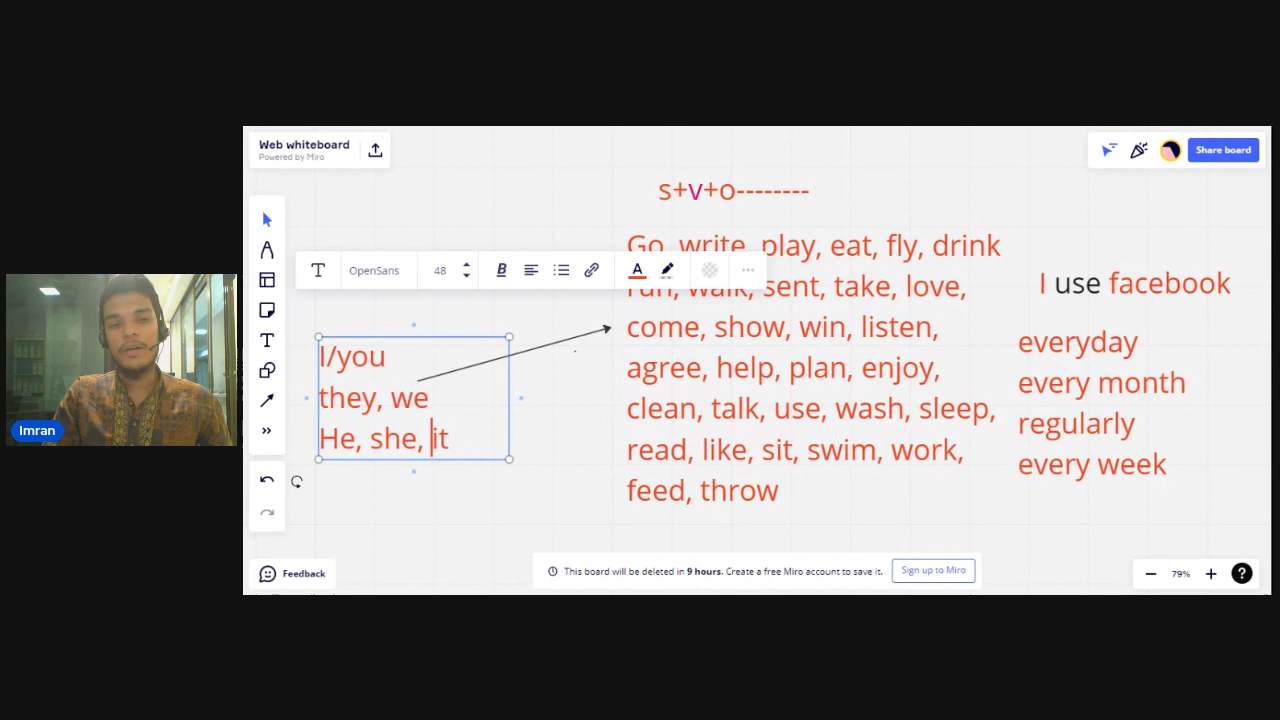 Web whiteboard
Powered by Miro
Share board
s+v+o--------
Go, write, play, eat, fly, drink
OpenSans
48
B
A
run, walk, sent, take, love,
come, show, win, listen,
agree, help, plan, enjoy,
clean, talk, use, wash, sleep,
read, like, sit, swim, work,
feed, throw
I use facebook
everyday
every month
regularly
every week
I/you
they, we
He, she, it
Imran
Feedback
This board will be deleted in 9 hours. Create a free Miro account to save it.
Sign up to Miro
79%